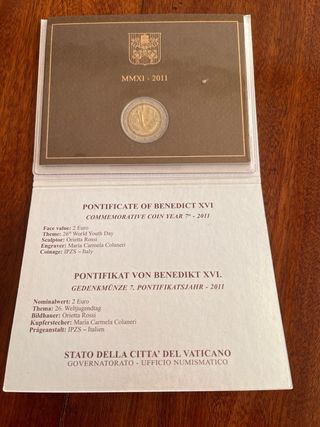 MMXI - 2011
PONTIFICATE OF BENEDICT XVI
COMMEMORATIVE COIN YEAR 7° - 2011
Face value: 2 Euro
Theme: 26° World Youth Day
Sculptor: Orietta Rossi
Engraver: Maria Carmela Colaneri
Coinage: IPZS – Italy
PONTIFIKAT VON BENEDIKT XVI.
GEDENKMÜNZE 7. PONTIFIKATSJAHR - 2011
Nominalwert: 2 Euro
Thema: 26. Weltjugendtag
Bildhauer: Orietta Rossi
Kupferstecher: Maria Carmela Colaneri
Prägeanstalt: IPZS – Italien
STATO DELLA CITTA' DEL VATICANO
GOVERNATORATO - UFFICIO NUMISMATICO